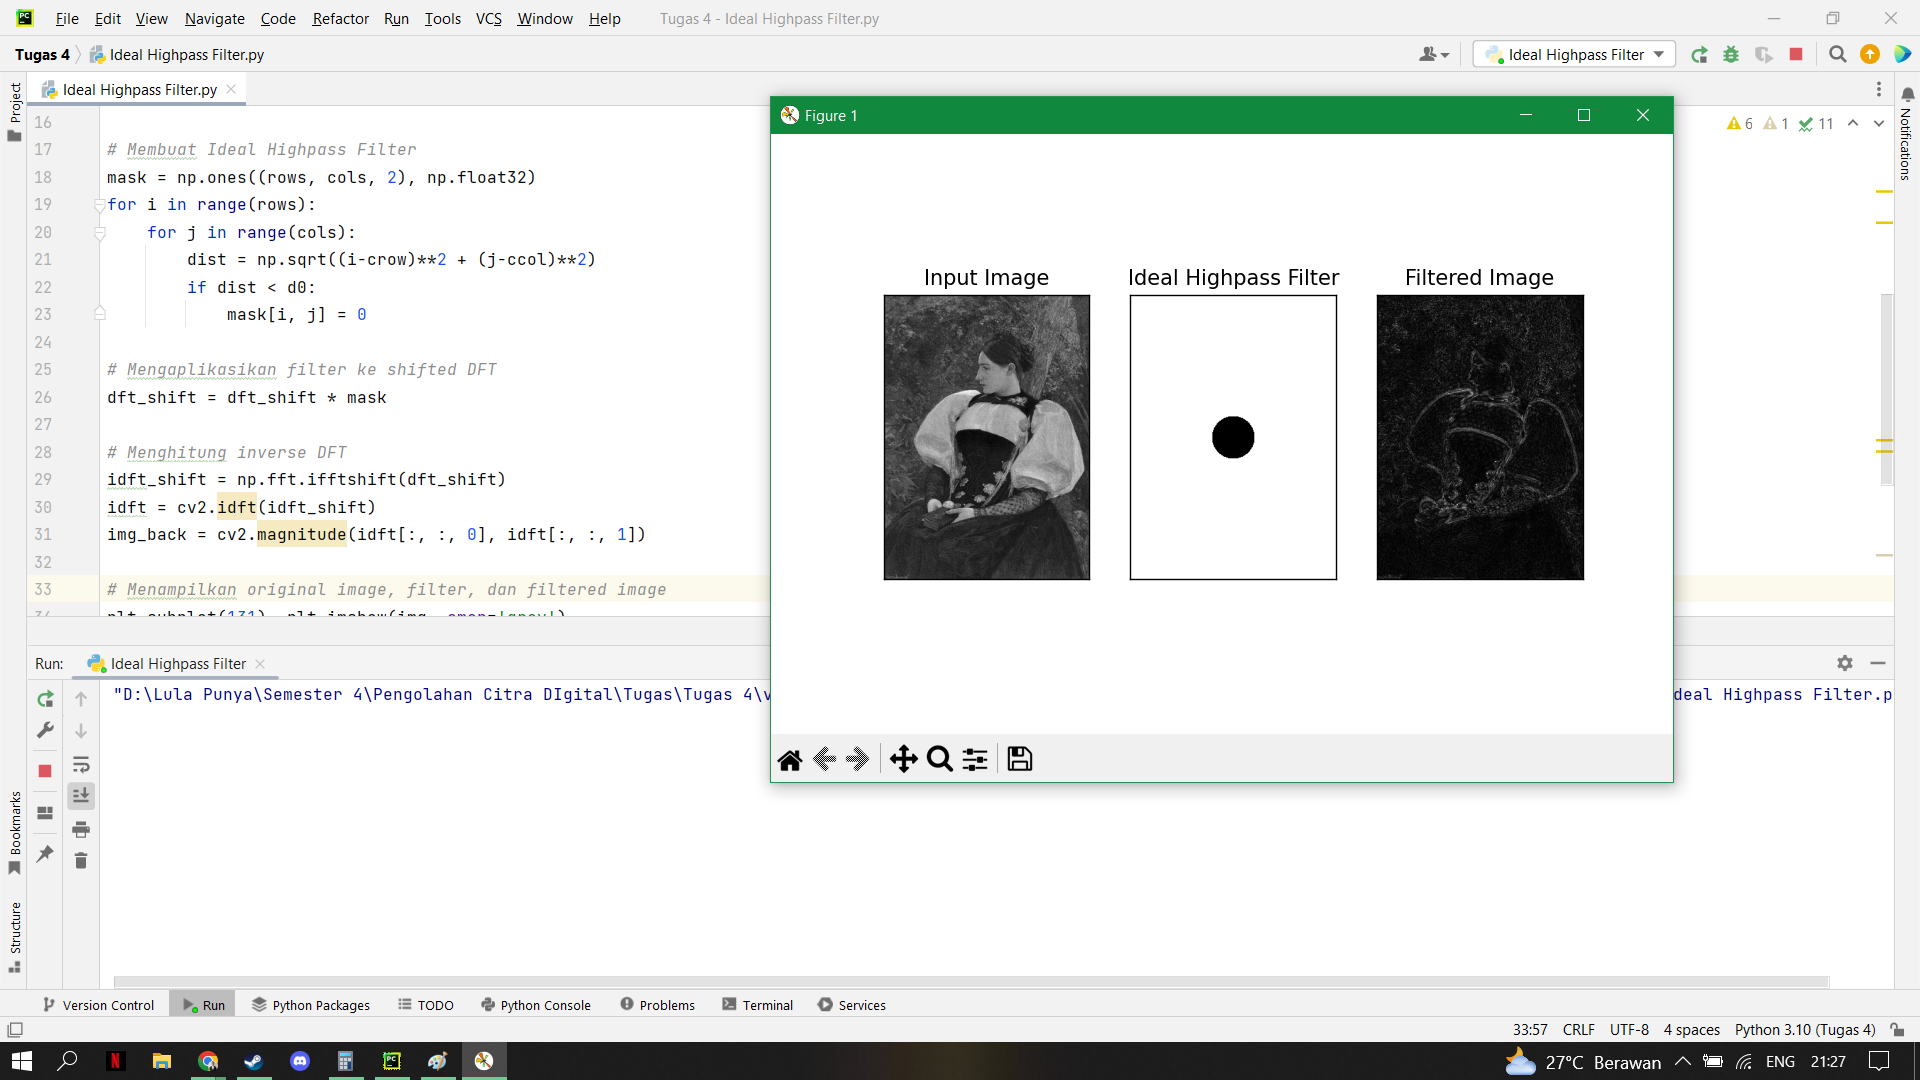 File Edit View Navigate Code Refactor Run Tools VCS Window Help Tugas 4 - Ideal Highpass Filter.py
Tugas 4 Ideal Highpass Filter.py Ideal Highpass Filter
Ideal Highpass Filter.py
Project
Notifications
6 1 11
16
17 # Membuat Ideal Highpass Filter
18 mask = np.ones((rows, cols, 2), np.float32)
19 for i in range(rows):
20 for j in range(cols):
21 dist = np.sqrt((i-crow)**2 + (j-ccol)**2)
22 if dist < d0:
23 mask[i, j] = 0
24
25 # Mengaplikasikan filter ke shifted DFT
26 dft_shift = dft_shift * mask
27
28 # Menghitung inverse DFT
29 idft_shift = np.fft.ifftshift(dft_shift)
30 idft = cv2.idft(idft_shift)
31 img_back = cv2.magnitude(idft[:, :, 0], idft[:, :, 1])
32
33 # Menampilkan original image, filter, dan filtered image
Figure 1
Input Image Ideal Highpass Filter Filtered Image
Run: Ideal Highpass Filter
"D:\Lula Punya\Semester 4\Pengolahan Citra DIgital\Tugas\Tugas 4\v deal Highpass Filter.p
Bookmarks
Structure
Version Control Run Python Packages TODO Python Console Problems Terminal Services
33:57 CRLF UTF-8 4 spaces Python 3.10 (Tugas 4)
27°C Berawan ENG 21:27